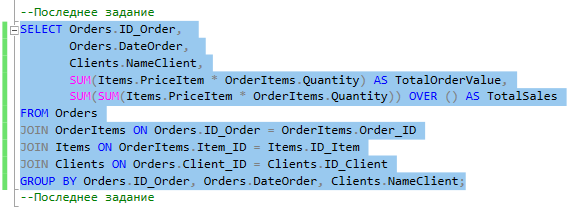 --Последнее задание
SELECT Orders.ID_Order,
Orders.DateOrder,
Clients.NameClient,
SUM(Items.PriceItem * OrderItems.Quantity) AS TotalOrderValue,
SUM(SUM(Items.PriceItem * OrderItems.Quantity)) OVER () AS TotalSales
FROM Orders
JOIN OrderItems ON Orders.ID_Order = OrderItems.Order_ID
JOIN Items ON OrderItems.Item_ID = Items.ID_Item
JOIN Clients ON Orders.Client_ID = Clients.ID_Client
GROUP BY Orders.ID_Order, Orders.DateOrder, Clients.NameClient;
--Последнее задание